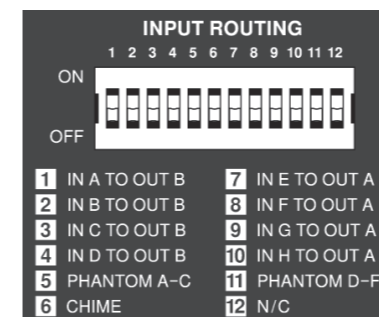 INPUT ROUTING
1 2 3 4 5 6 7 8 9 10 11 12
ON
OFF
1 IN A TO OUT B
2 IN B TO OUT B
3 IN C TO OUT B
4 IN D TO OUT B
5 PHANTOM A-C
6 CHIME
7 IN E TO OUT A
8 IN F TO OUT A
9 IN G TO OUT A
10 IN H TO OUT A
11 PHANTOM D-F
12 N/C